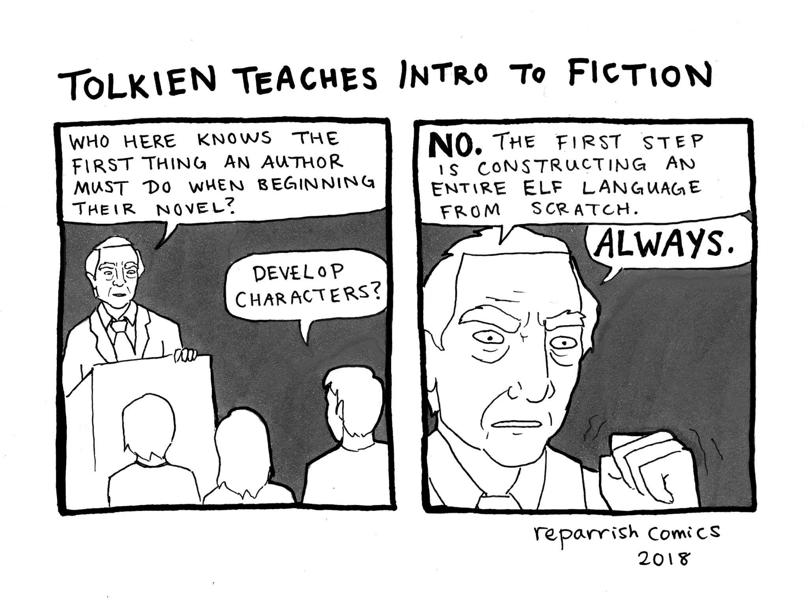 TOLKIEN TEACHES INTRO TO FICTION
WHO HERE KNOWS THE
FIRST THING AN AUTHOR
MUST DO WHEN BEGINNING
THEIR NOVEL?
DEVELOP
CHARACTERS?
NO. THE FIRST STEP
IS CONSTRUCTING AN
ENTIRE ELF LANGUAGE
FROM SCRATCH.
ALWAYS.
reparrish comics
2018